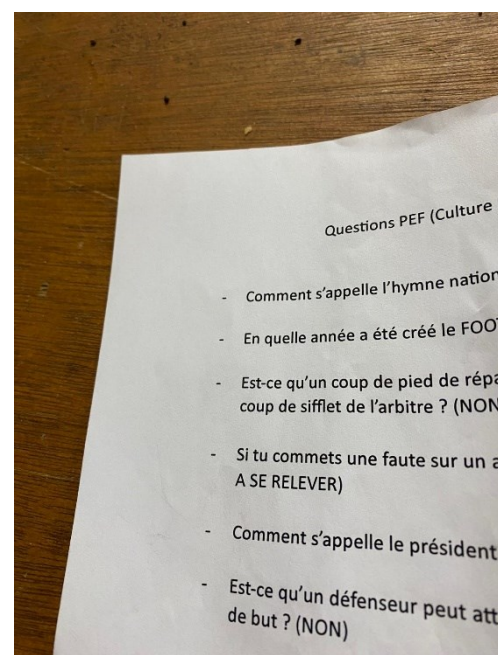 Questions PEF (Culture
- Comment s'appelle l'hymne nation
- En quelle année a été créé le FOOT
- Est-ce qu'un coup de pied de répa
coup de sifflet de l'arbitre ? (NON
- Si tu commets une faute sur un a
A SE RELEVER)
- Comment s'appelle le président
- Est-ce qu'un défenseur peut att
de but ? (NON)